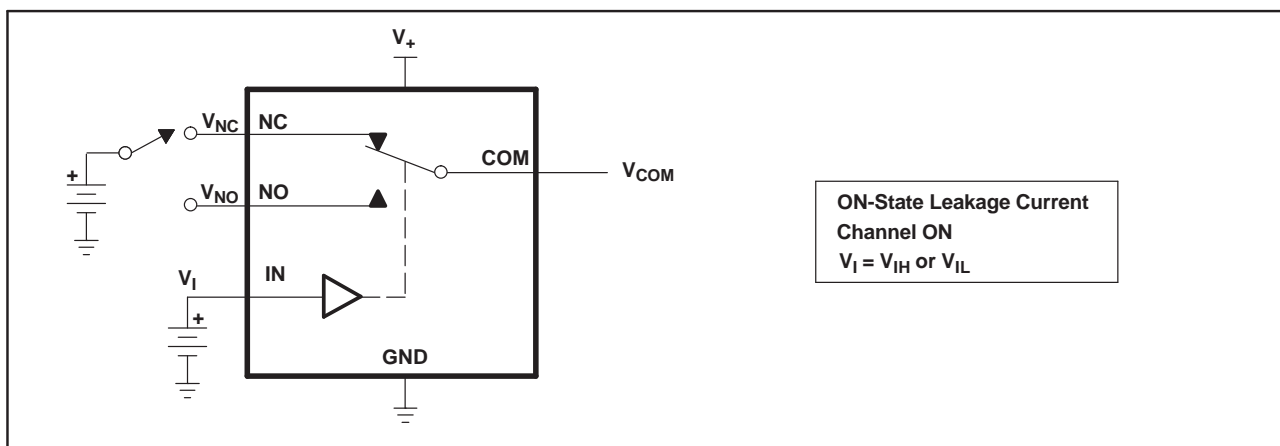 V+
VNC NC
+
COM
VCOM
VNO NO
VI IN
+
GND
ON-State Leakage Current
Channel ON
VI = VIH or VIL